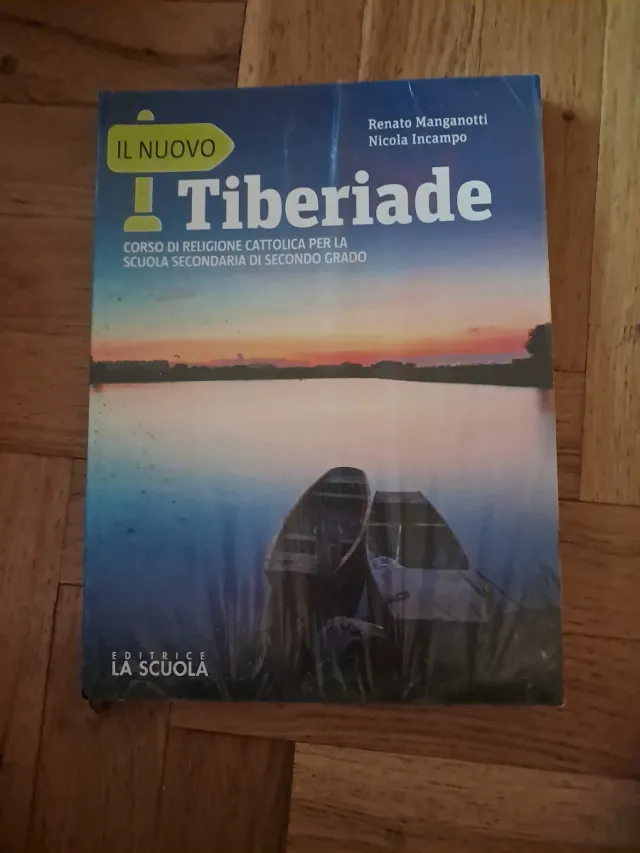 Renato Manganotti
Nicola Incampo
IL NUOVO
Tiberiade
CORSO DI RELIGIONE CATTOLICA PER LA
SCUOLA SECONDARIA DI SECONDO GRADO
EDITRICE
LA SCUOLA